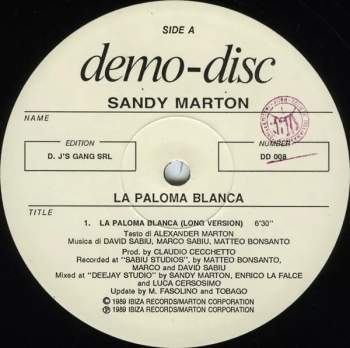 SIDE A
demo-disc
SANDY MARTON
NAME
EDITION
D. J'S GANG SRL
NUMBER
DD 008
LA PALOMA BLANCA
TITLE
1. LA PALOMA BLANCA (LONG VERSION) 6'30"
Testo di ALEXANDER MARTON
Musica di DAVID SABIU, MARCO SABIU, MATTEO BONSANTO
Prod. by CLAUDIO CECCHETTO
Recorded at "SABIU STUDIOS", by MATTEO BONSANTO,
MARCO and DAVID SABIU
Mixed at "DEEJAY STUDIO" by SANDY MARTON, ENRICO LA FALCE
and LUCA CERSOSIMO
Update by M. FASOLINO and TOBAGO
© 1989 IBIZA RECORDS/MARTON CORPORATION
℗ 1989 IBIZA RECORDS/MARTON CORPORATION